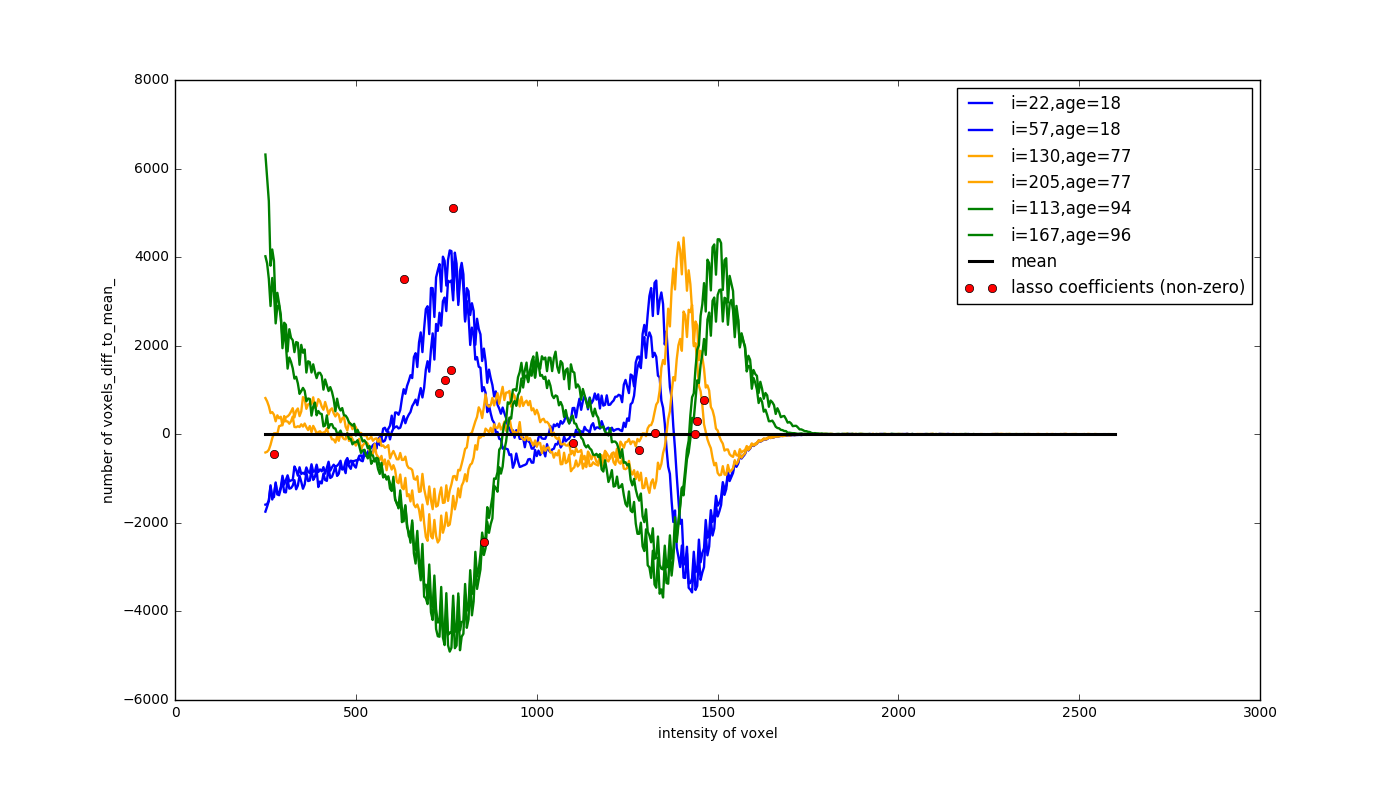 8000
6000
4000
2000
0
−2000
−4000
−6000
number of voxels_diff_to_mean_
i=22,age=18
i=57,age=18
i=130,age=77
i=205,age=77
i=113,age=94
i=167,age=96
mean
lasso coefficients (non-zero)
0
500
1000
1500
2000
2500
3000
intensity of voxel